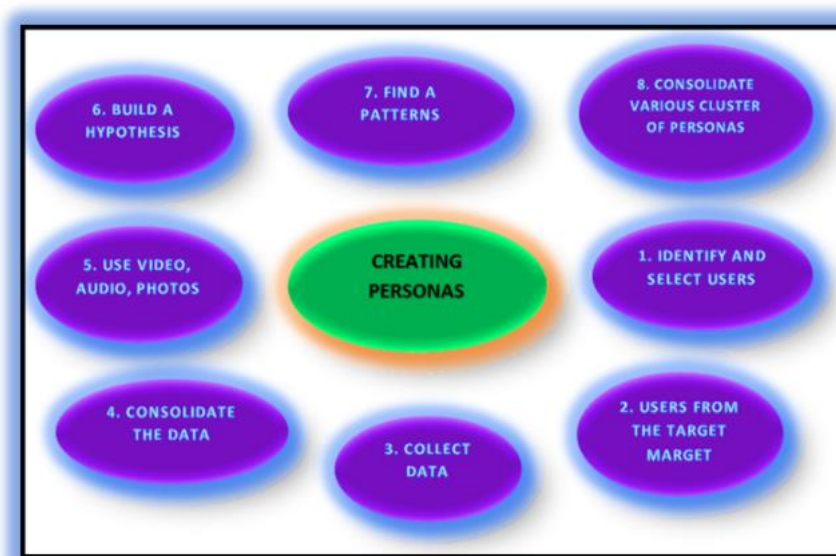 6. BUILD A
HYPOTHESIS
7. FIND A
PATTERNS
8. CONSOLIDATE
VARIOUS CLUSTER
OF PERSONAS
5. USE VIDEO,
AUDIO, PHOTOS
CREATING
PERSONAS
1. IDENTIFY AND
SELECT USERS
4. CONSOLIDATE
THE DATA
3. COLLECT
DATA
2. USERS FROM
THE TARGET
MARGET